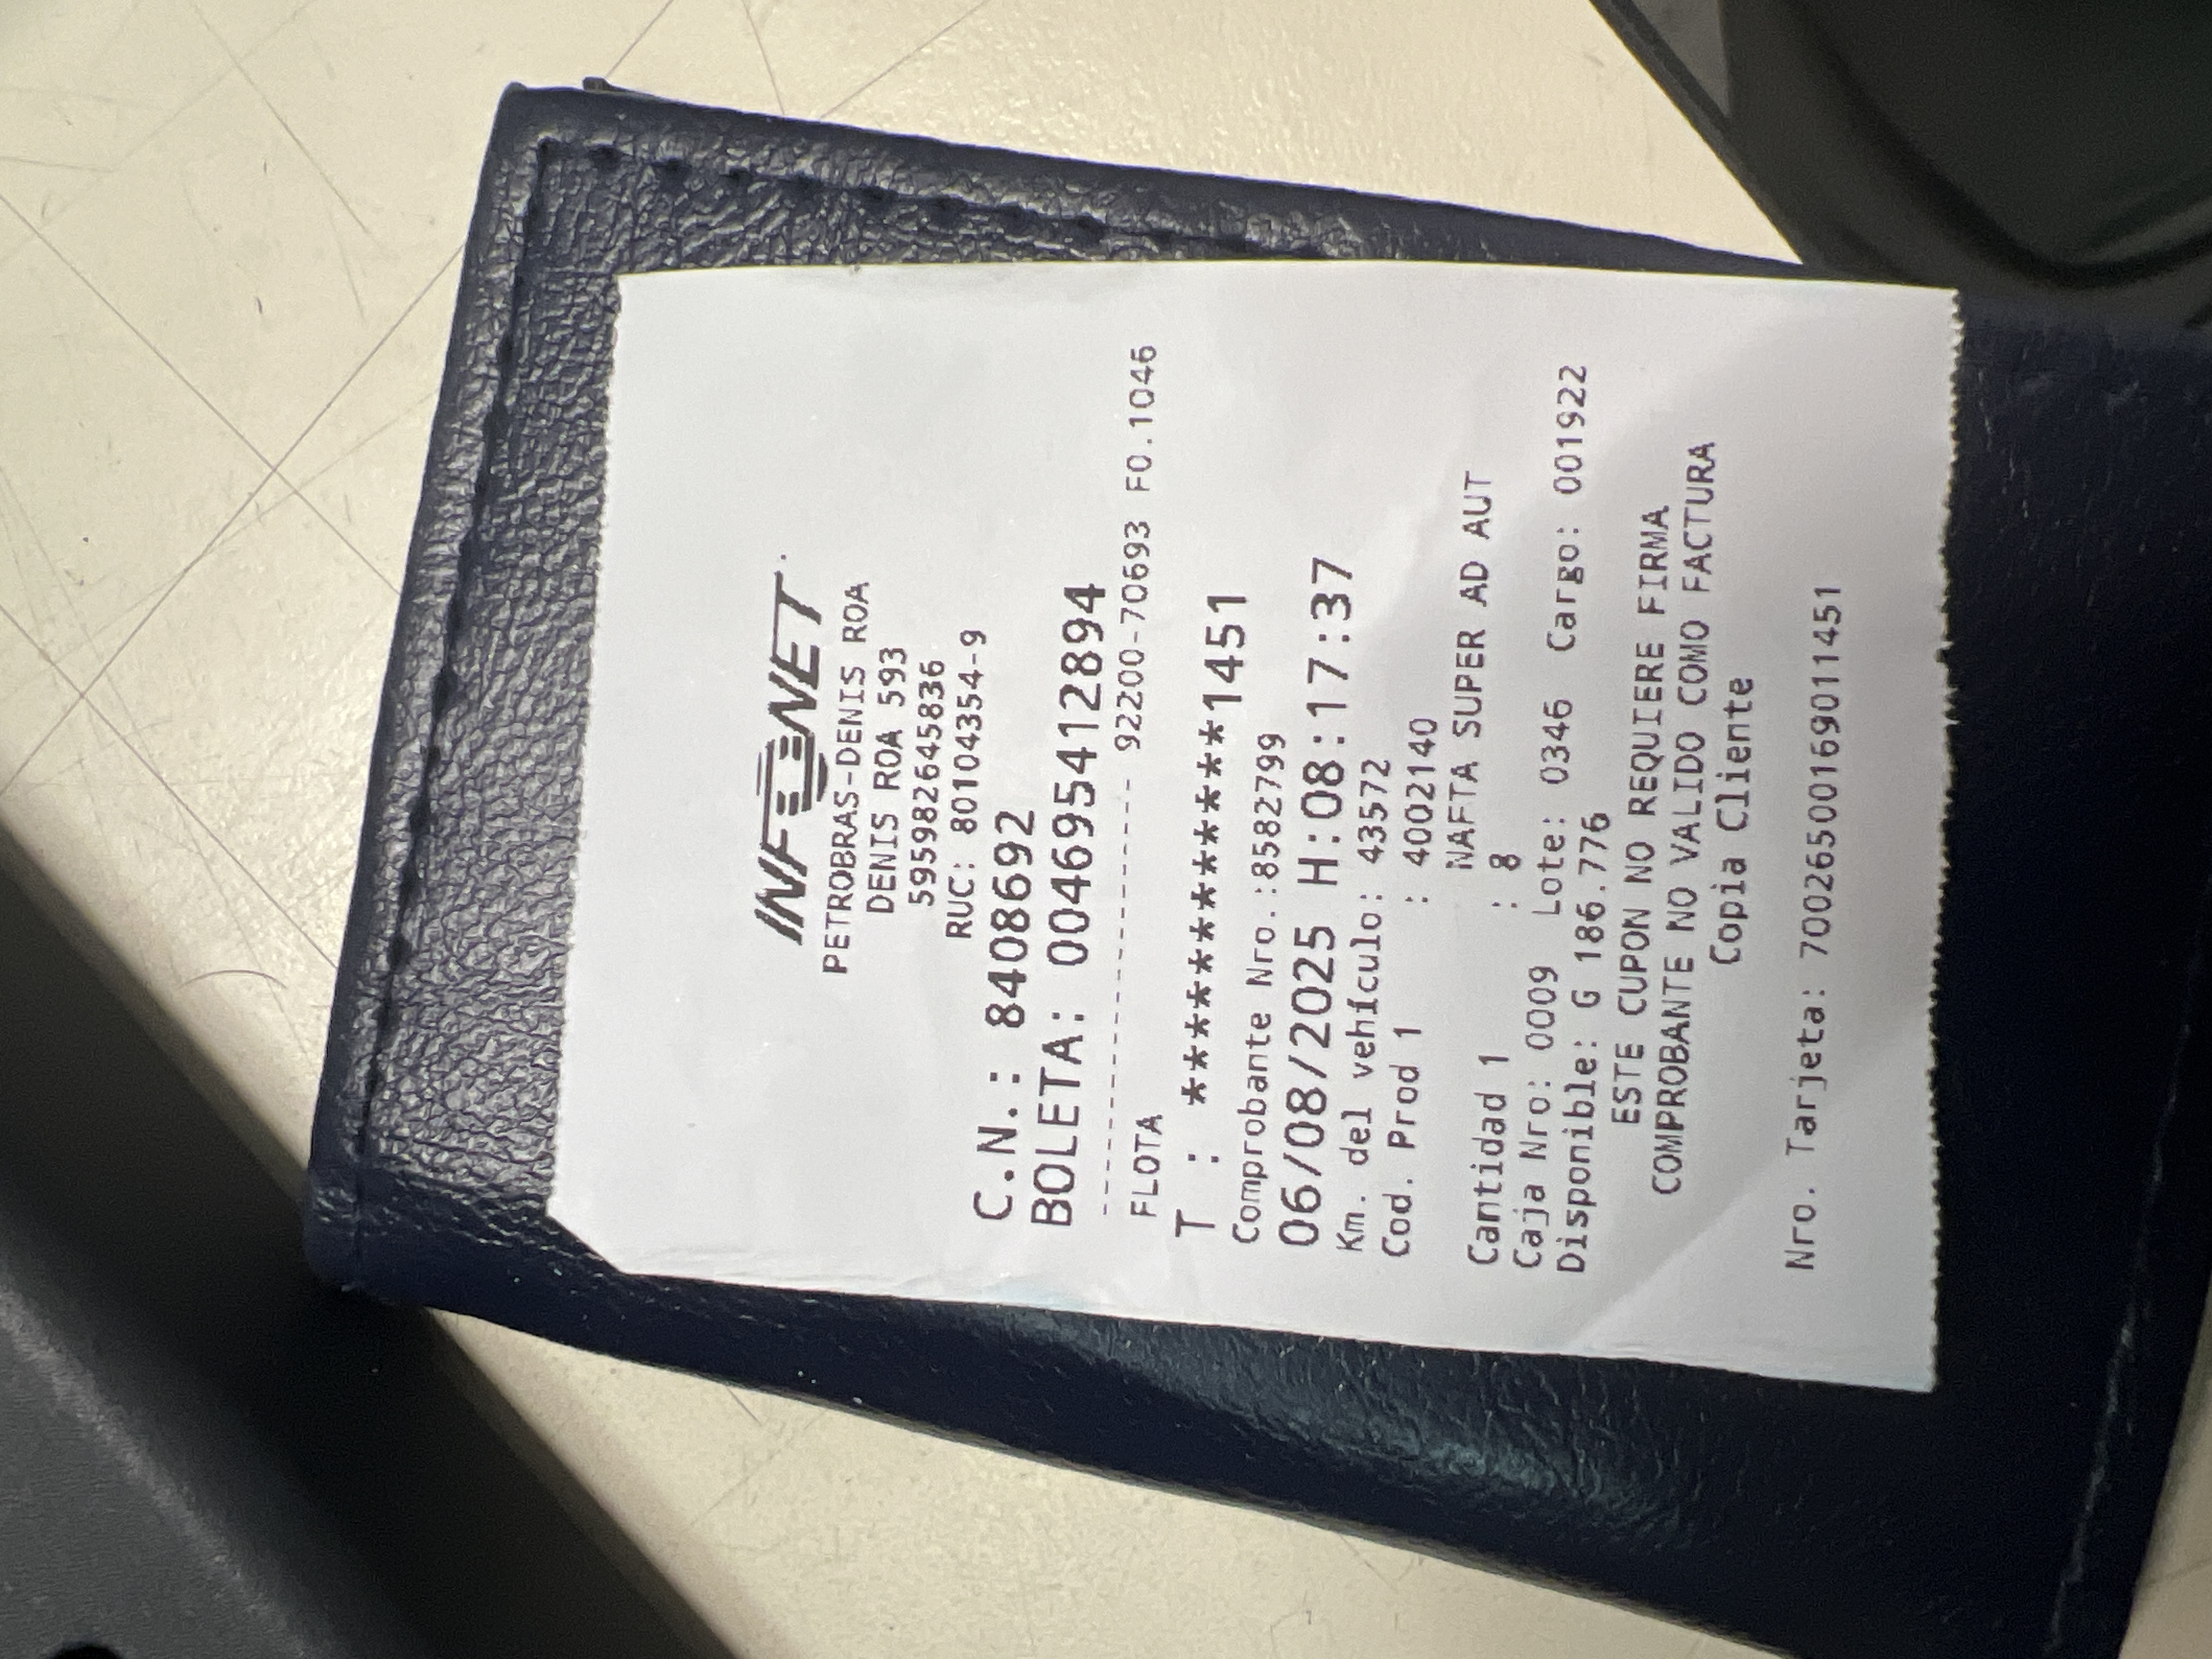 INFONET
PETROBRAS-DENIS ROA
DENIS ROA 593
595982645836
RUC: 80104354-9
C.N.: 8408692
BOLETA: 004695412894
--------------------- 92200-70693 F0.1046
FLOTA
T : ************1451
Comprobante Nro.:8582799
06/08/2025 H:08:17:37
Km. del vehículo: 43572
Cod. Prod 1 : 4002140
NAFTA SUPER AD AUT
Cantidad 1 : 8
Caja Nro: 0009 Lote: 0346 Cargo: 001922
Disponible: G 186.776
ESTE CUPON NO REQUIERE FIRMA
COMPROBANTE NO VALIDO COMO FACTURA
Copia Cliente
Nro. Tarjeta: 70026500169011451